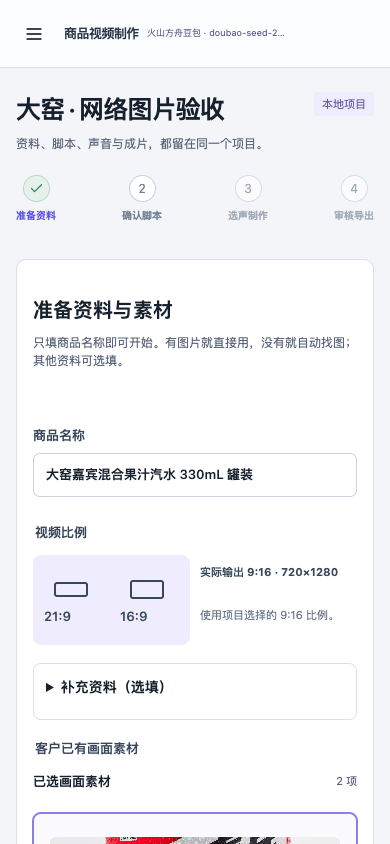 商品视频制作 火山方舟豆包 · doubao-seed-2...
大窑 · 网络图片验收 本地项目
资料、脚本、声音与成片，都留在同一个项目。
2 3 4
准备资料 确认脚本 选声制作 审核导出
准备资料与素材
只填商品名称即可开始。有图片就直接用，没有就自动找图；
其他资料可选填。
商品名称
大窑嘉宾混合果汁汽水 330mL 罐装
视频比例
实际输出 9:16 · 720×1280
21:9 16:9 使用项目选择的 9:16 比例。
补充资料（选填）
客户已有画面素材
已选画面素材 2 项